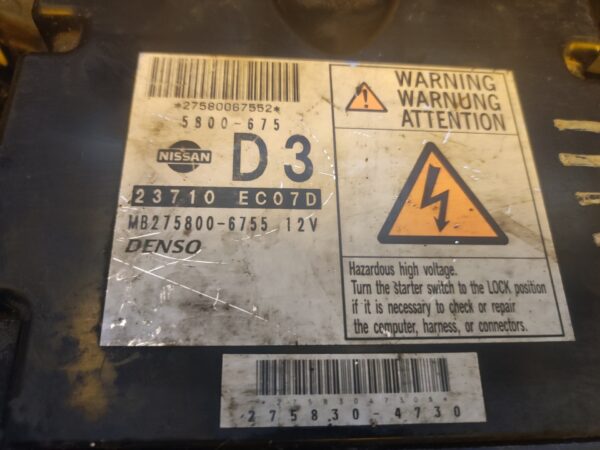 *27580067552*
5800-675
NISSAN
D3
23710 EC07D
MB275800-6755 12V
DENSO
WARNING
WARNUNG
ATTENTION
Hazardous high voltage.
Turn the starter switch to the LOCK position
if it is necessary to check or repair
the computer, harness, or connectors.
*2758304730A*
275830-4730